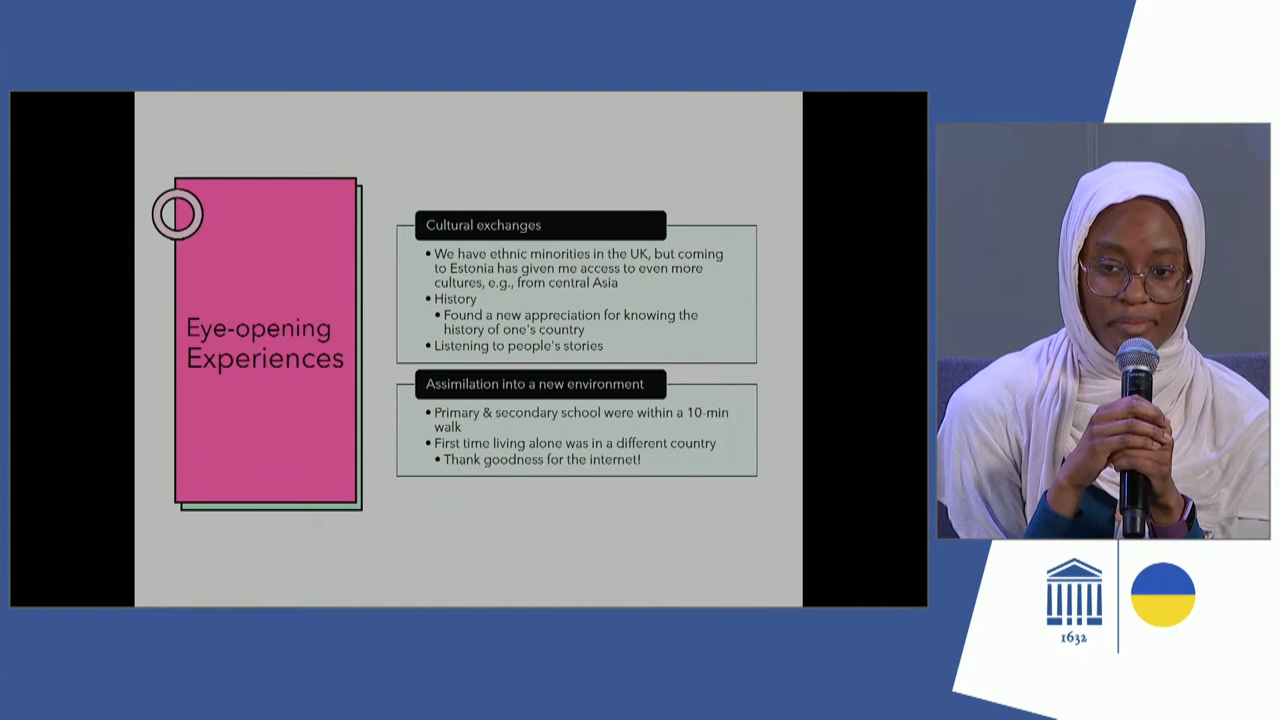 Eye-opening
Experiences
Cultural exchanges
• We have ethnic minorities in the UK, but coming
to Estonia has given me access to even more
cultures, e.g., from central Asia
• History
• Found a new appreciation for knowing the
history of one's country
• Listening to people's stories
Assimilation into a new environment
• Primary & secondary school were within a 10-min
walk
• First time living alone was in a different country
• Thank goodness for the internet!
1632